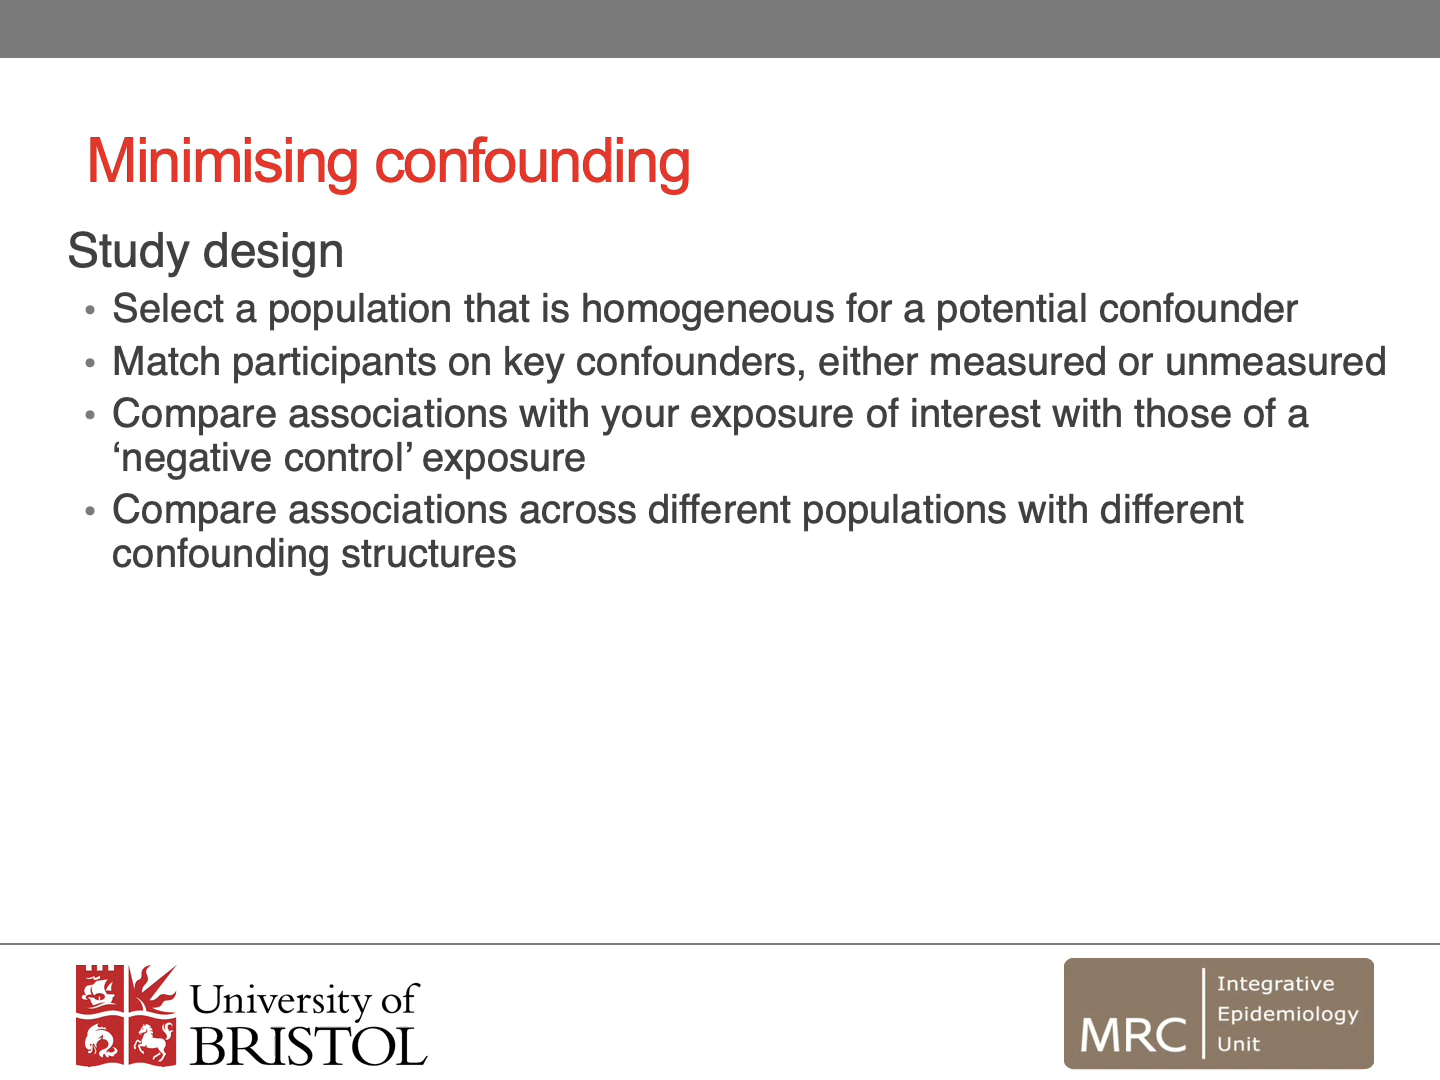 Minimising confounding
Study design
• Select a population that is homogeneous for a potential confounder
• Match participants on key confounders, either measured or unmeasured
• Compare associations with your exposure of interest with those of a
‘negative control’ exposure
• Compare associations across different populations with different
confounding structures
University of
BRISTOL
MRC
Integrative
Epidemiology
Unit